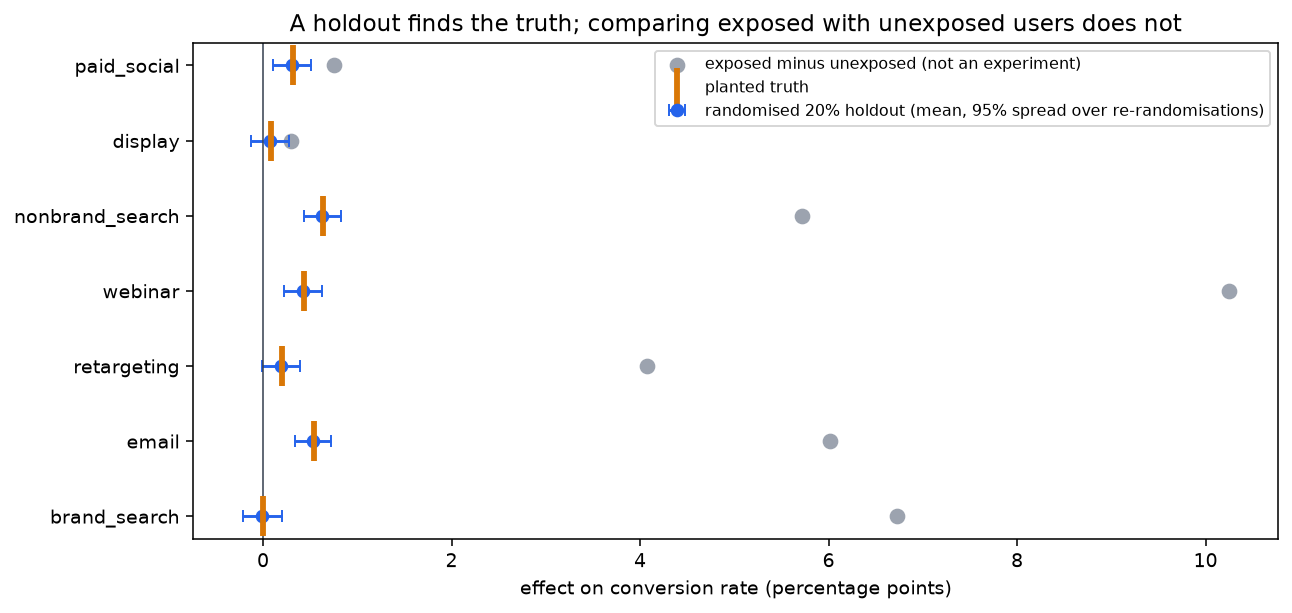 A holdout finds the truth; comparing exposed with unexposed users does not
exposed minus unexposed (not an experiment)
planted truth
randomised 20% holdout (mean, 95% spread over re-randomisations)
paid_social
display
nonbrand_search
webinar
retargeting
email
brand_search
0 2 4 6 8 10
effect on conversion rate (percentage points)